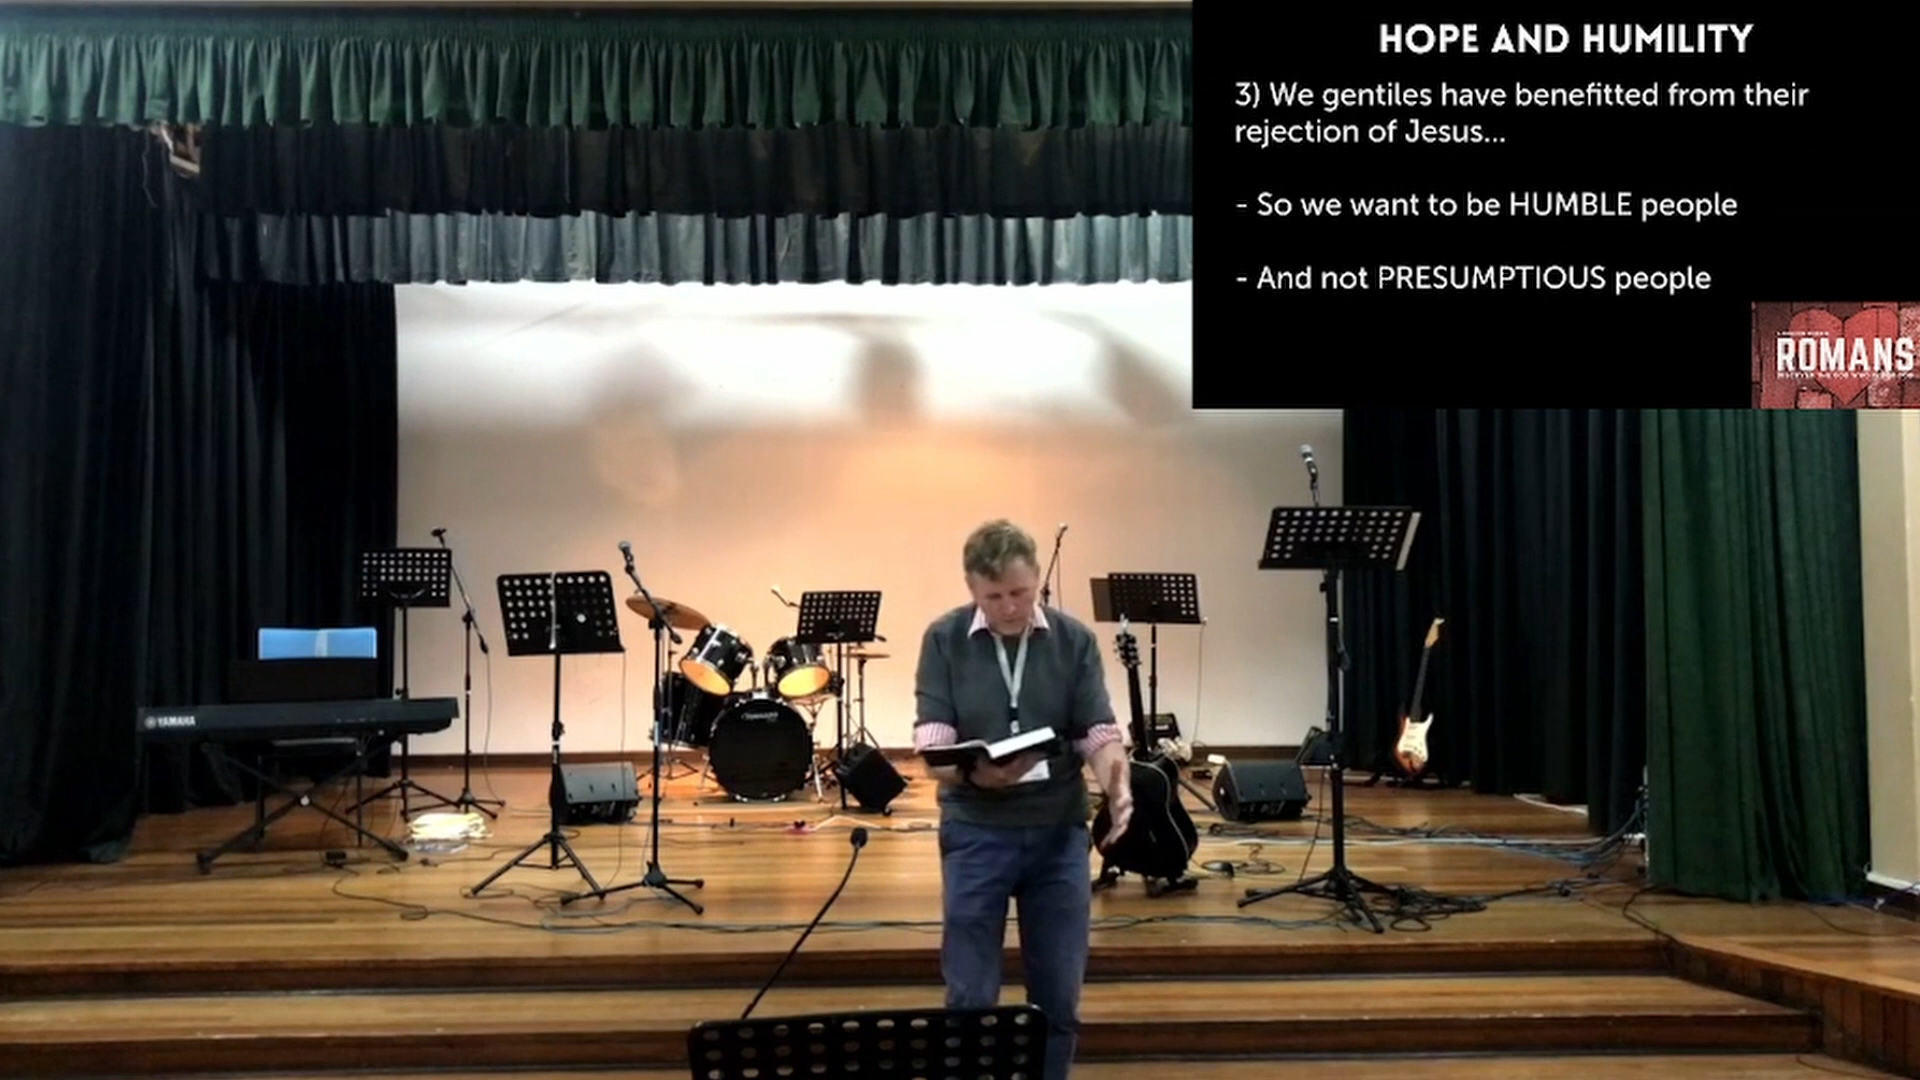 HOPE AND HUMILITY
3) We gentiles have benefitted from their
rejection of Jesus...
- So we want to be HUMBLE people
- And not PRESUMPTIOUS people
ROMANS
YAMAHA